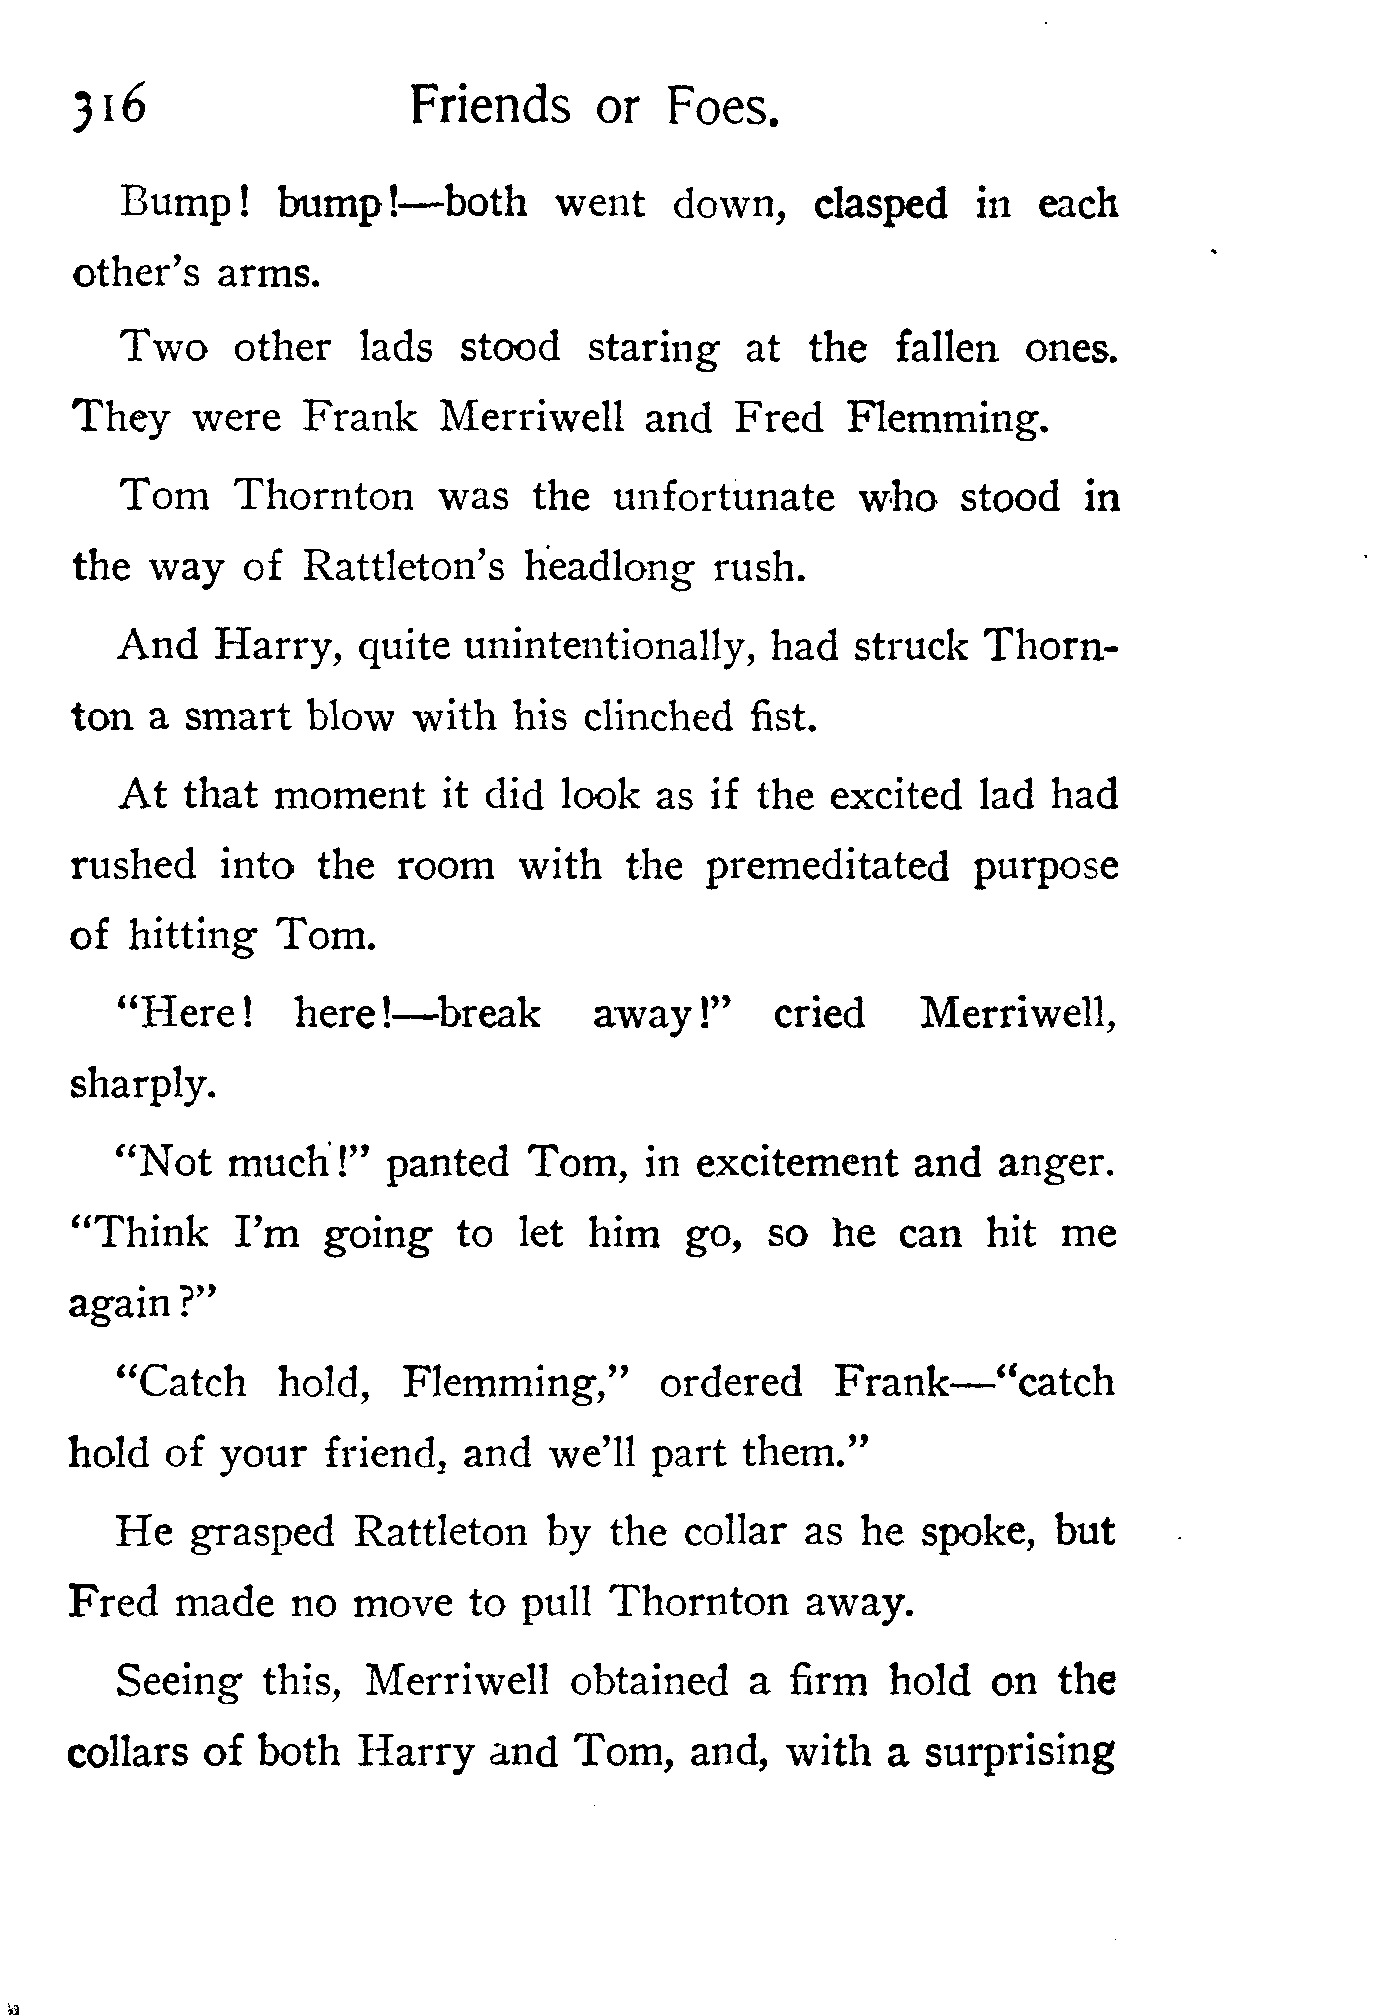 316 Friends or Foes.
Bump! bump!—both went down, clasped in each
other's arms.
Two other lads stood staring at the fallen ones.
They were Frank Merriwell and Fred Flemming.
Tom Thornton was the unfortunate who stood in
the way of Rattleton's headlong rush.
And Harry, quite unintentionally, had struck Thorn-
ton a smart blow with his clinched fist.
At that moment it did look as if the excited lad had
rushed into the room with the premeditated purpose
of hitting Tom.
"Here! here!—break away!" cried Merriwell,
sharply.
"Not much!" panted Tom, in excitement and anger.
"Think I'm going to let him go, so he can hit me
again?"
"Catch hold, Flemming," ordered Frank—"catch
hold of your friend, and we'll part them."
He grasped Rattleton by the collar as he spoke, but
Fred made no move to pull Thornton away.
Seeing this, Merriwell obtained a firm hold on the
collars of both Harry and Tom, and, with a surprising